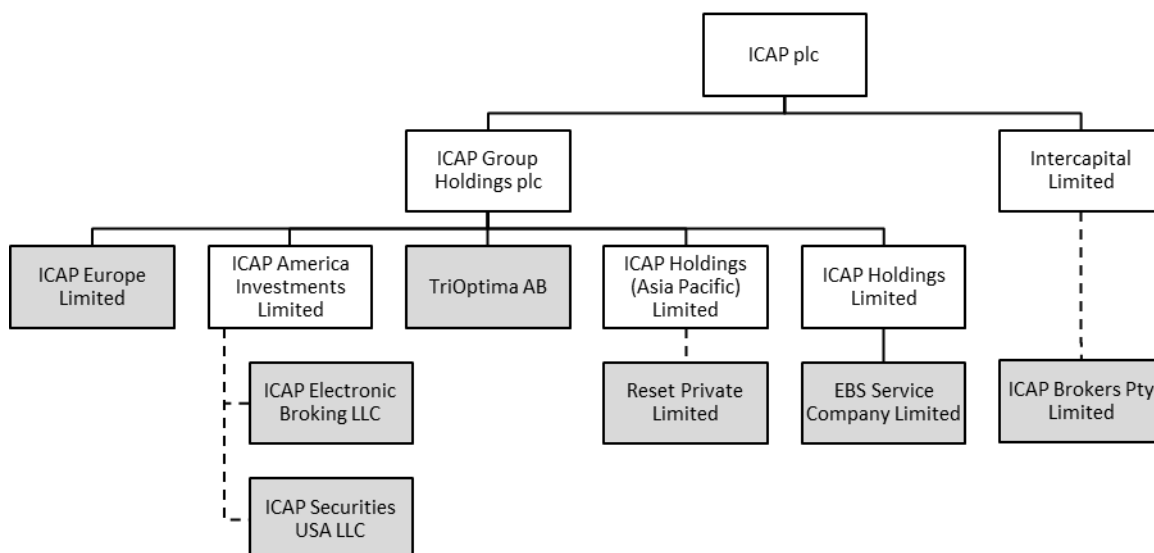 ICAP plc
ICAP Group
Holdings plc
Intercapital
Limited
ICAP Europe
Limited
ICAP America
Investments
Limited
TriOptima AB
ICAP Holdings
(Asia Pacific)
Limited
ICAP Holdings
Limited
ICAP Electronic
Broking LLC
Reset Private
Limited
EBS Service
Company Limited
ICAP Brokers Pty
Limited
ICAP Securities
USA LLC